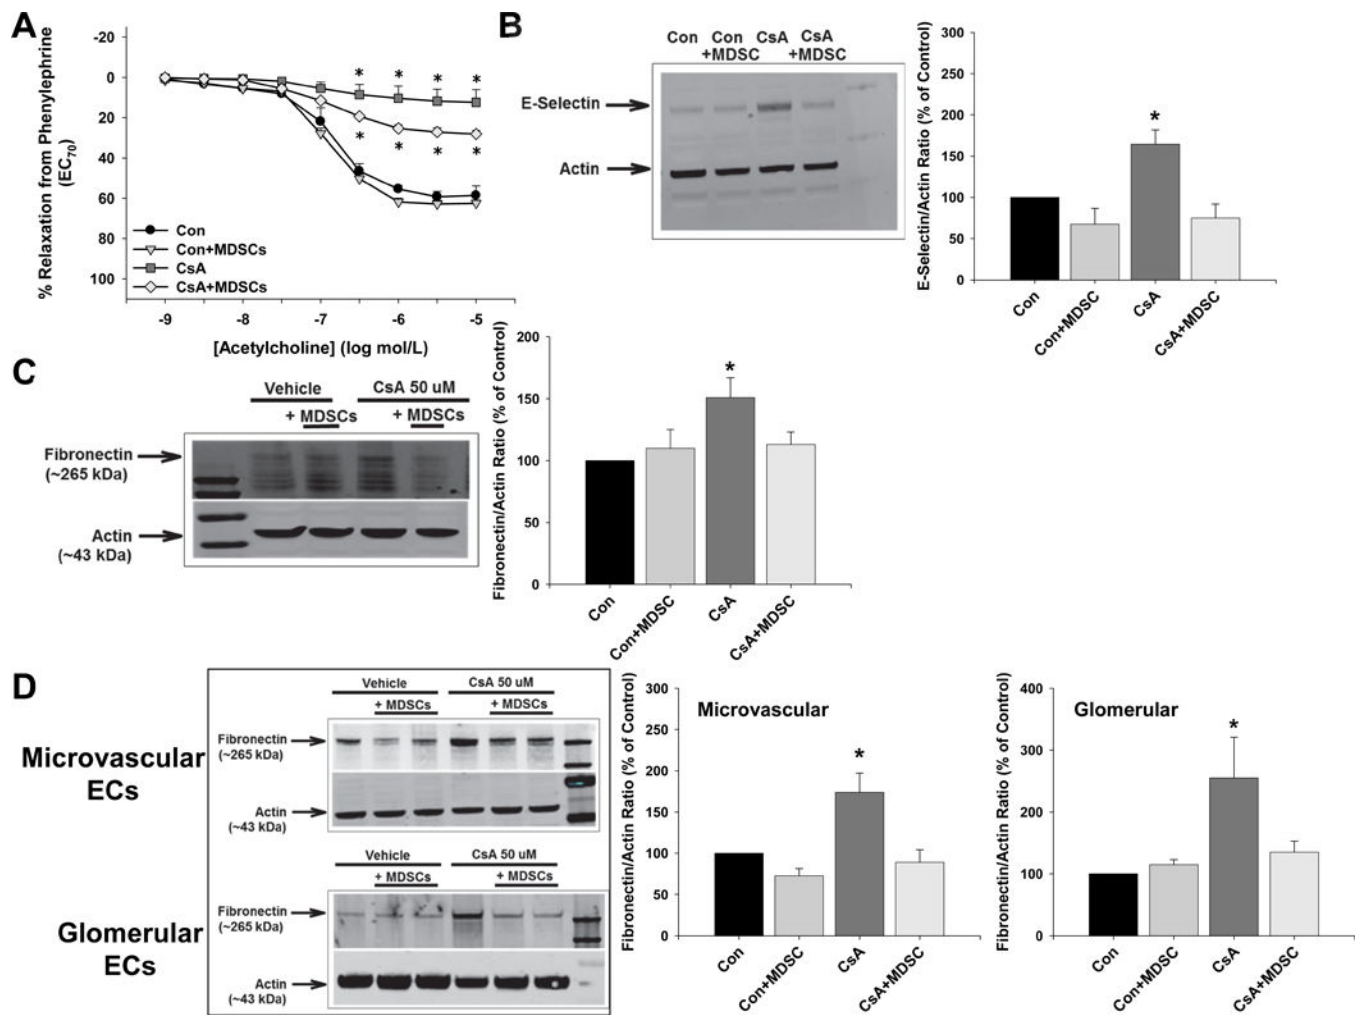 A
-20
0
20
40
60
80
100
% Relaxation from Phenylephrine
(EC70)
* * * *
* * * *
Con
Con+MDSCs
CsA
CsA+MDSCs
-9 -8 -7 -6 -5
[Acetylcholine] (log mol/L)
B
Con Con +MDSC CsA CsA +MDSC
E-Selectin
Actin
E-Selectin/Actin Ratio (% of Control)
300
250
200
150
100
50
0
*
Con Con+MDSC CsA CsA+MDSC
C
Vehicle CsA 50 uM
+ MDSCs + MDSCs
Fibronectin
(~265 kDa)
Actin
(~43 kDa)
Fibronectin/Actin Ratio (% of Control)
200
150
100
50
0
*
Con Con+MDSC CsA CsA+MDSC
D
Microvascular
ECs
Vehicle CsA 50 uM
+ MDSCs + MDSCs
Fibronectin
(~265 kDa)
Actin
(~43 kDa)
Glomerular
ECs
Vehicle CsA 50 uM
+ MDSCs + MDSCs
Fibronectin
(~265 kDa)
Actin
(~43 kDa)
Fibronectin/Actin Ratio (% of Control)
300
250
200
150
100
50
0
Microvascular
*
Con Con+MDSC CsA CsA+MDSC
Fibronectin/Actin Ratio (% of Control)
400
300
200
100
0
Glomerular
*
Con Con+MDSC CsA CsA+MDSC